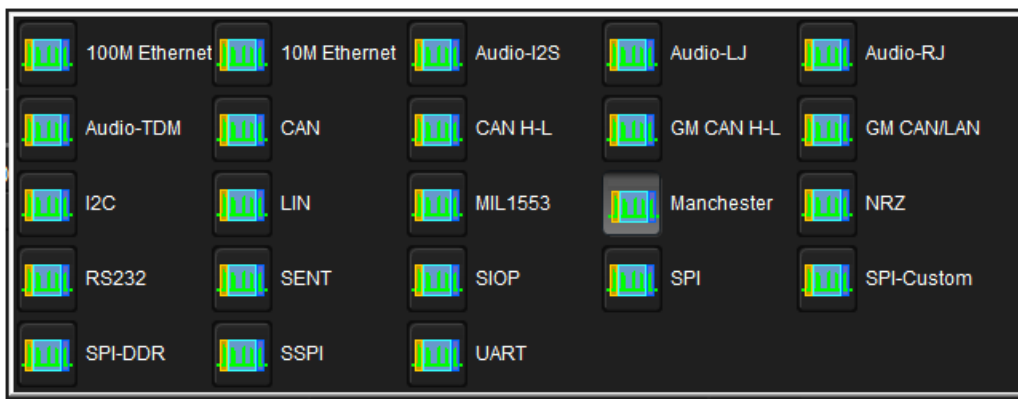 100M Ethernet 10M Ethernet Audio-I2S Audio-LJ Audio-RJ
Audio-TDM CAN CAN H-L GM CAN H-L GM CAN/LAN
I2C LIN MIL1553 Manchester NRZ
RS232 SENT SIOP SPI SPI-Custom
SPI-DDR SSPI UART